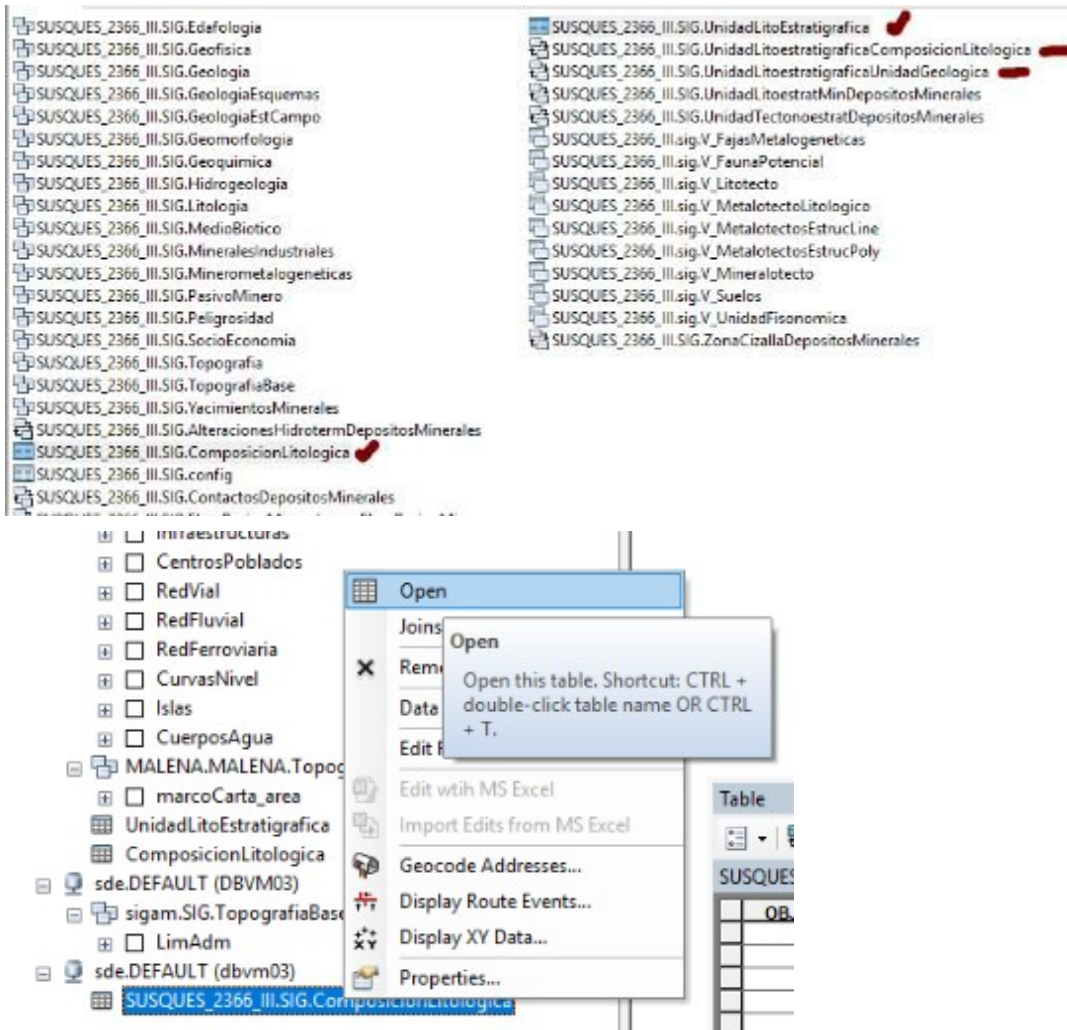 SUSQUES_2366_III.SIG.Edafologia
SUSQUES_2366_III.SIG.Geofisica
SUSQUES_2366_III.SIG.Geologia
SUSQUES_2366_III.SIG.GeologiaEsquemas
SUSQUES_2366_III.SIG.GeologiaEstCampo
SUSQUES_2366_III.SIG.Geomorfologia
SUSQUES_2366_III.SIG.Geoquimica
SUSQUES_2366_III.SIG.Hidrogeologia
SUSQUES_2366_III.SIG.Litologia
SUSQUES_2366_III.SIG.MedioBiotico
SUSQUES_2366_III.SIG.MineralesIndustriales
SUSQUES_2366_III.SIG.Minerometalogeneticas
SUSQUES_2366_III.SIG.PasivoMinero
SUSQUES_2366_III.SIG.Peligrosidad
SUSQUES_2366_III.SIG.SocioEconomia
SUSQUES_2366_III.SIG.Topografia
SUSQUES_2366_III.SIG.TopografiaBase
SUSQUES_2366_III.SIG.YacimientosMinerales
SUSQUES_2366_III.SIG.AlteracionesHidrotermDepositosMinerales
SUSQUES_2366_III.SIG.ComposicionLitologica
SUSQUES_2366_III.SIG.config
SUSQUES_2366_III.SIG.ContactosDepositosMinerales
SUSQUES_2366_III.SIG.UnidadLitoEstratigrafica
SUSQUES_2366_III.SIG.UnidadLitoestratigraficaComposicionLitologica
SUSQUES_2366_III.SIG.UnidadLitoestratigraficaUnidadGeologica
SUSQUES_2366_III.SIG.UnidadLitoestratMinDepositosMinerales
SUSQUES_2366_III.SIG.UnidadTectonoestratDepositosMinerales
SUSQUES_2366_III.sig.V_FajasMetalogeneticas
SUSQUES_2366_III.sig.V_FaunaPotencial
SUSQUES_2366_III.sig.V_Litotecto
SUSQUES_2366_III.sig.V_MetalotectoLitologico
SUSQUES_2366_III.sig.V_MetalotectosEstrucLine
SUSQUES_2366_III.sig.V_MetalotectosEstrucPoly
SUSQUES_2366_III.sig.V_Mineralotecto
SUSQUES_2366_III.sig.V_Suelos
SUSQUES_2366_III.sig.V_UnidadFisonomica
SUSQUES_2366_III.SIG.ZonaCizallaDepositosMinerales
Infraestructuras
CentrosPoblados
RedVial
RedFluvial
RedFerroviaria
CurvasNivel
Islas
CuerposAgua
MALENA.MALENA.Topog
marcoCarta_area
UnidadLitoEstratigrafica
ComposicionLitologica
sde.DEFAULT (DBVM03)
sigam.SIG.TopografiaBase
LimAdm
sde.DEFAULT (dbvm03)
SUSQUES_2366_III.SIG.ComposicionLitologica
Open
Joins
Remo
Data
Edit F
Edit wtih MS Excel
Import Edits from MS Excel
Geocode Addresses...
Display Route Events...
Display XY Data...
Properties...
Open
Open this table. Shortcut: CTRL +
double-click table name OR CTRL
+ T.
Table
SUSQUES
OB